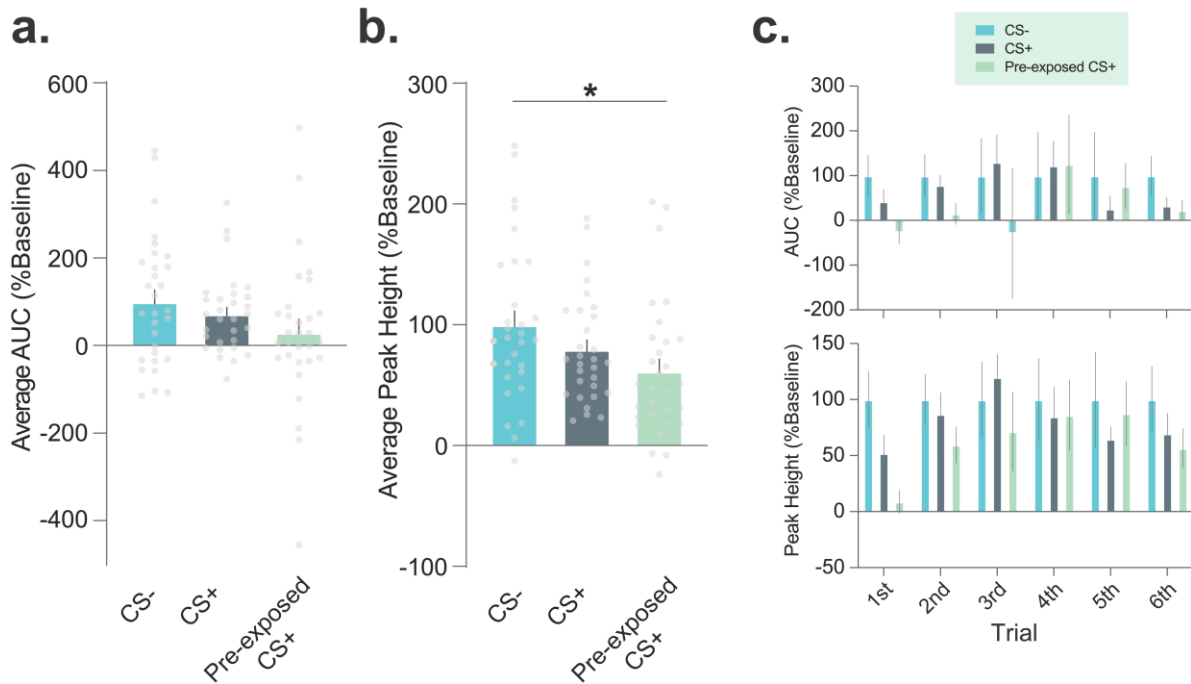 a.
Average AUC (%Baseline)
600
400
200
0
-200
-400
CS-
CS+
Pre-exposed
CS+
b.
Average Peak Height (%Baseline)
300
200
100
0
-100
*
CS-
CS+
Pre-exposed
CS+
c.
CS-
CS+
Pre-exposed CS+
AUC (%Baseline)
300
200
100
0
-100
-200
Peak Height (%Baseline)
150
100
50
0
-50
1st
2nd
3rd
4th
5th
6th
Trial